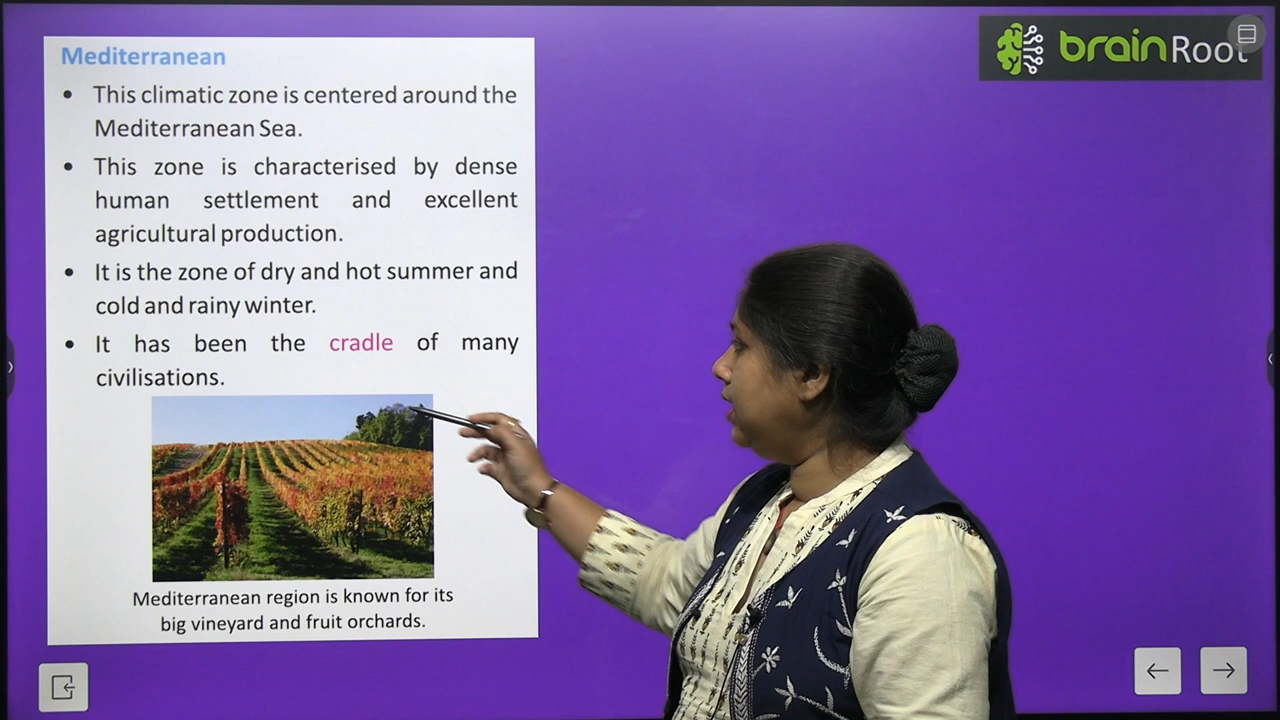 Mediterranean
• This climatic zone is centered around the
Mediterranean Sea.
• This zone is characterised by dense
human settlement and excellent
agricultural production.
• It is the zone of dry and hot summer and
cold and rainy winter.
• It has been the cradle of many
civilisations.
Mediterranean region is known for its
big vineyard and fruit orchards.
brainRoot